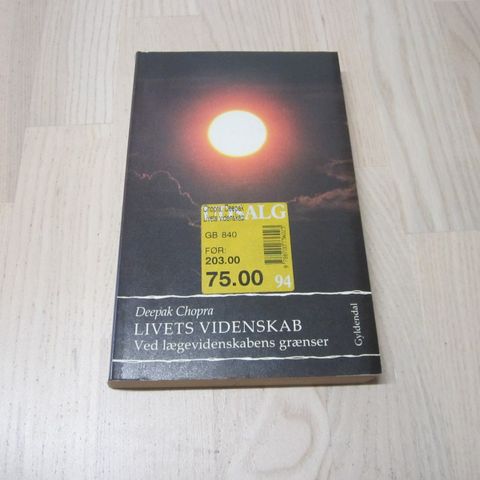 UDSALG
Chopra, Deepak
Livets videnskab
GB 840
FØR:
203.00
75.00
94
Deepak Chopra
LIVETS VIDENSKAB
Ved lægevidenskabens grænser
Gyldendal